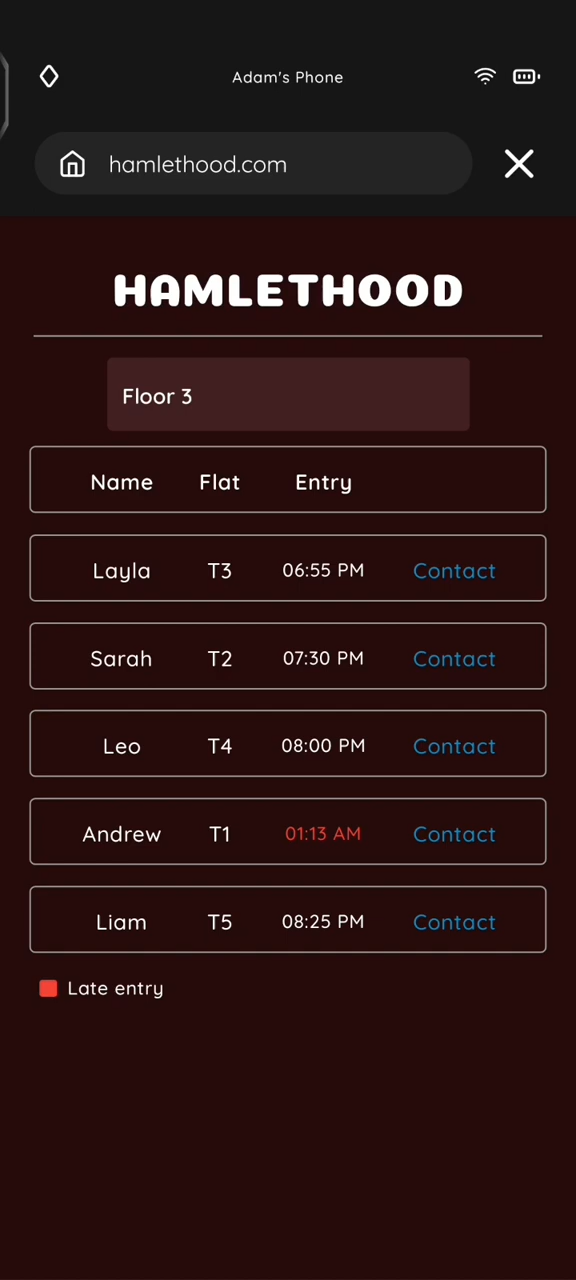 Adam's Phone
hamlethood.com
HAMLETHOOD
Floor 3
Name Flat Entry
Layla T3 06:55 PM Contact
Sarah T2 07:30 PM Contact
Leo T4 08:00 PM Contact
Andrew T1 01:13 AM Contact
Liam T5 08:25 PM Contact
Late entry